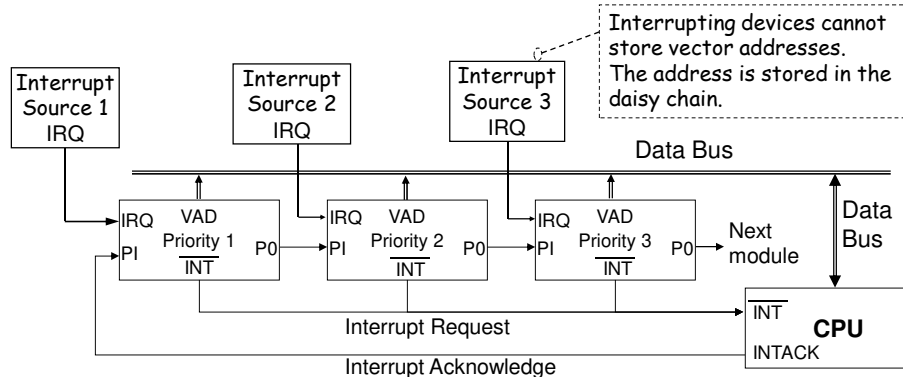 Interrupting devices cannot
store vector addresses.
The address is stored in the
daisy chain.
Interrupt
Source 1
IRQ
Interrupt
Source 2
IRQ
Interrupt
Source 3
IRQ
Data Bus
IRQ
VAD
Priority 1
PI
P0
INT
IRQ
VAD
Priority 2
PI
P0
INT
IRQ
VAD
Priority 3
PI
P0
INT
Next
module
Data
Bus
INT
CPU
INTACK
Interrupt Request
Interrupt Acknowledge